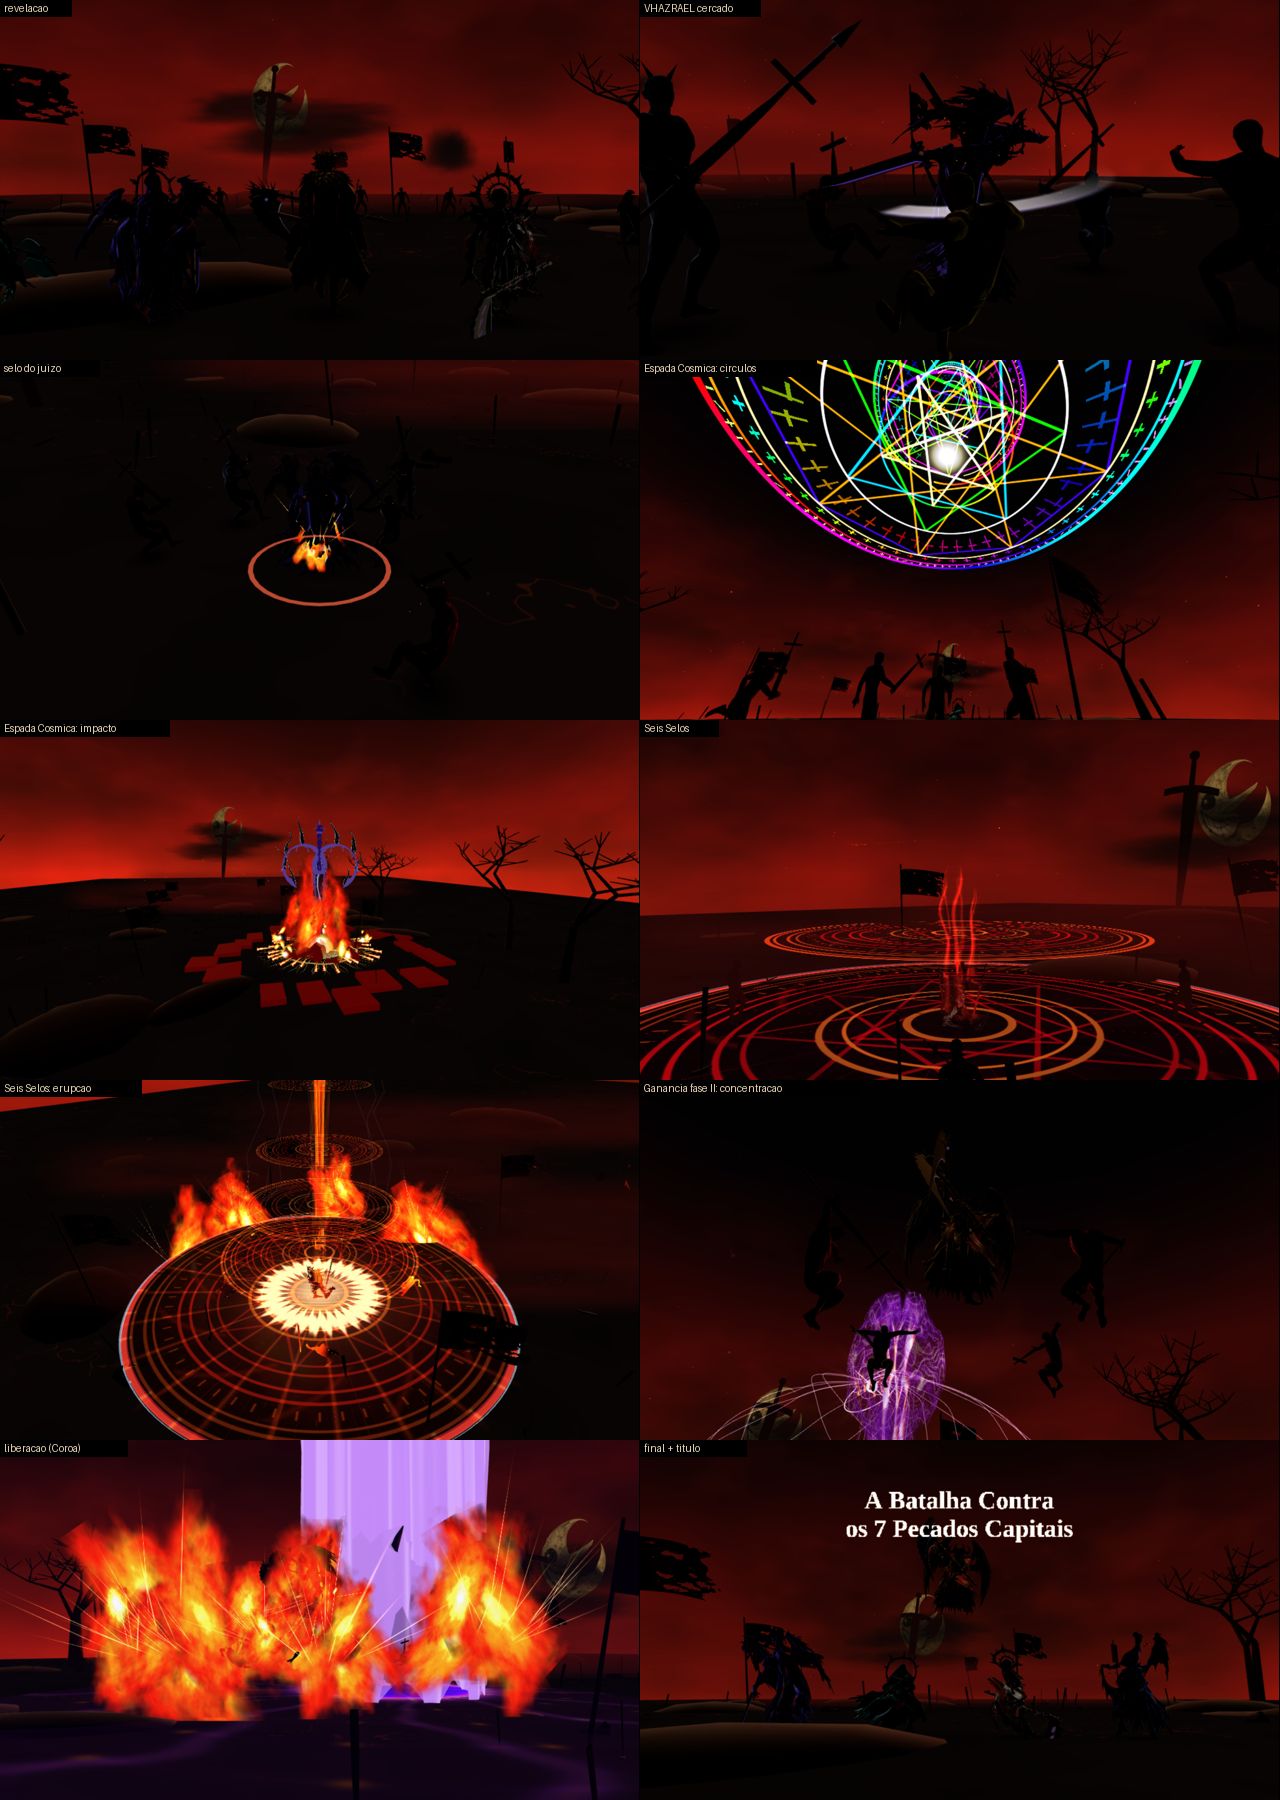 revelacao
VHAZRAEL cercado
selo do juizo
Espada Cosmica: circulos
Espada Cosmica: impacto
Seis Selos
Seis Selos: erupcao
Ganancia fase II: concentracao
liberacao (Coroa)
final + titulo
A Batalha Contra
os 7 Pecados Capitais